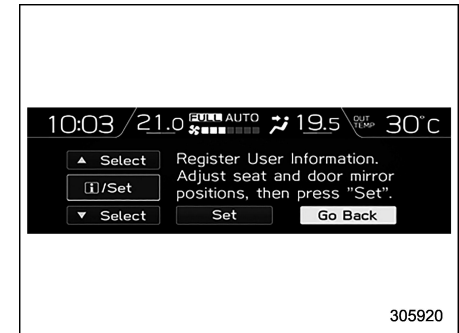 10:03 21.0 FULL AUTO 19.5 OUT TEMP 30°C
▲ Select
i/Set
▼ Select
Register User Information.
Adjust seat and door mirror
positions, then press "Set".
Set Go Back
305920